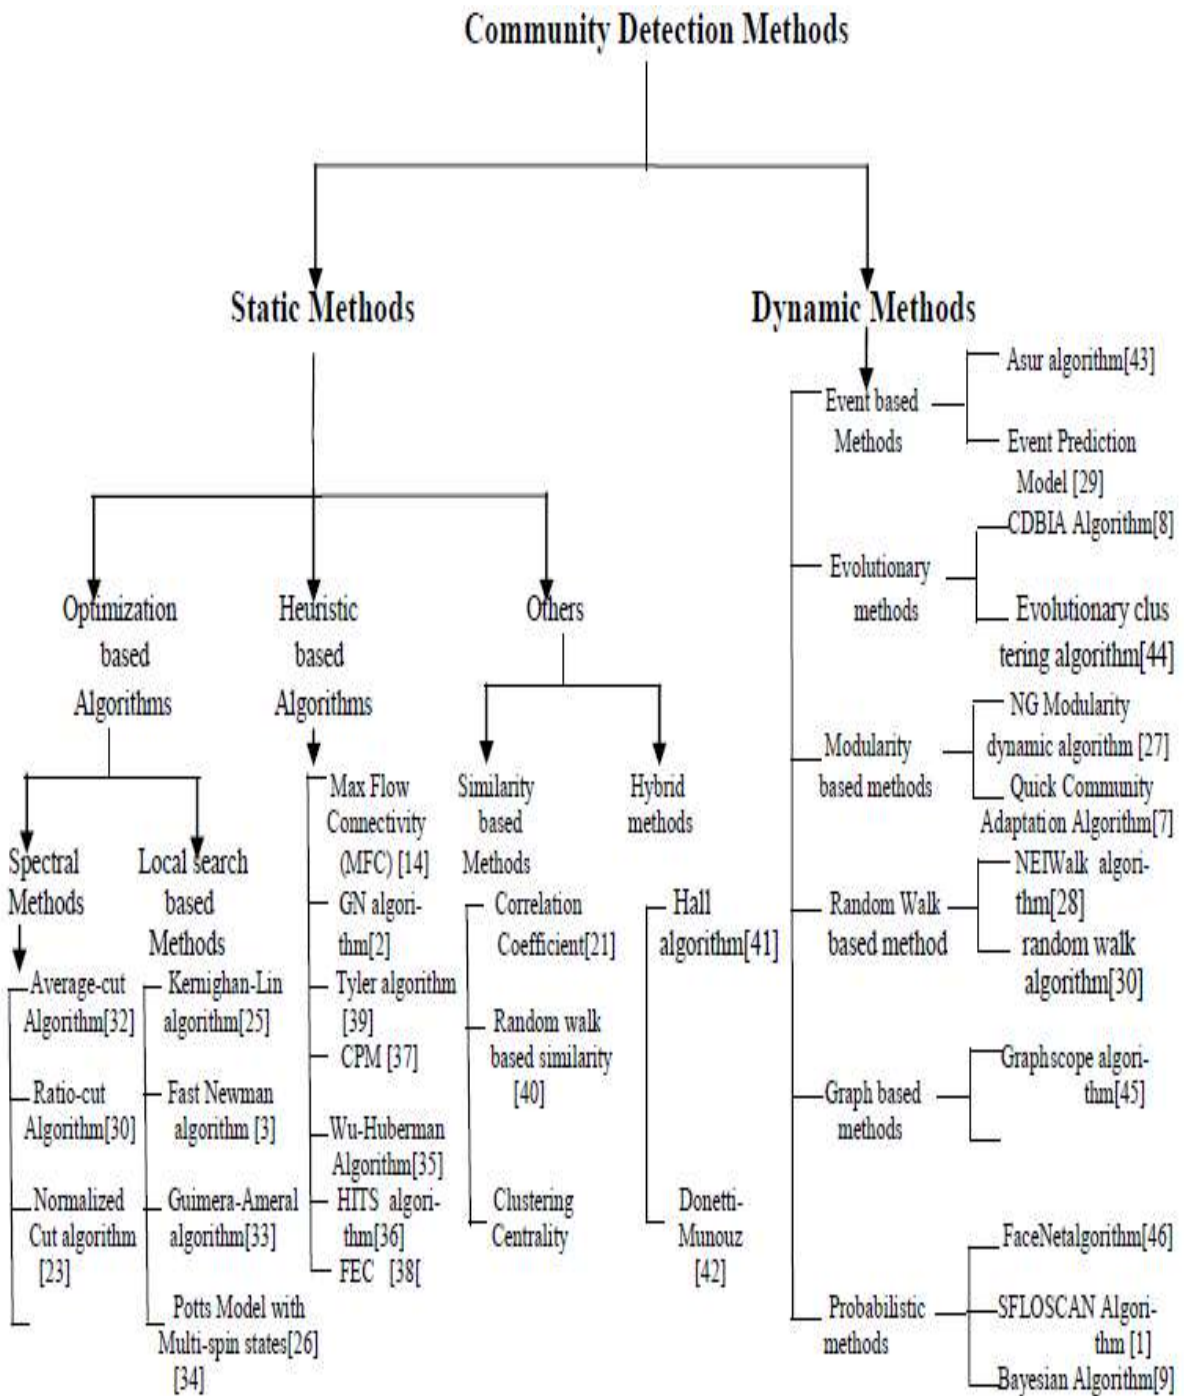 Community Detection Methods
Static Methods
Optimization
based
Algorithms
Spectral
Methods
Average-cut
Algorithm[32]
Ratio-cut
Algorithm[30]
Normalized
Cut algorithm
[23]
Local search
based
Methods
Kernighan-Lin
algorithm[25]
Fast Newman
algorithm [3]
Guimera-Ameral
algorithm[33]
Potts Model with
Multi-spin states[26]
[34]
Heuristic
based
Algorithms
Max Flow
Connectivity
(MFC) [14]
GN algori-
thm[2]
Tyler algorithm
[39]
CPM [37]
Wu-Huberman
Algorithm[35]
HITS algori-
thm[36]
FEC [38[
Others
Similarity
based
Methods
Correlation
Coefficient[21]
Random walk
based similarity
[40]
Clustering
Centrality
Hybrid
methods
Hall
algorithm[41]
Donetti-
Munouz
[42]
Dynamic Methods
Event based
Methods
Asur algorithm[43]
Event Prediction
Model [29]
Evolutionary
methods
CDBIA Algorithm[8]
Evolutionary clus
tering algorithm[44]
Modularity
based methods
NG Modularity
dynamic algorithm [27]
Quick Community
Adaptation Algorithm[7]
Random Walk
based method
NEIWalk algori-
thm[28]
random walk
algorithm[30]
Graph based
methods
Graphscope algori-
thm[45]
Probabilistic
methods
FaceNetalgorithm[46]
SFLOSCAN Algori-
thm [1]
Bayesian Algorithm[9]